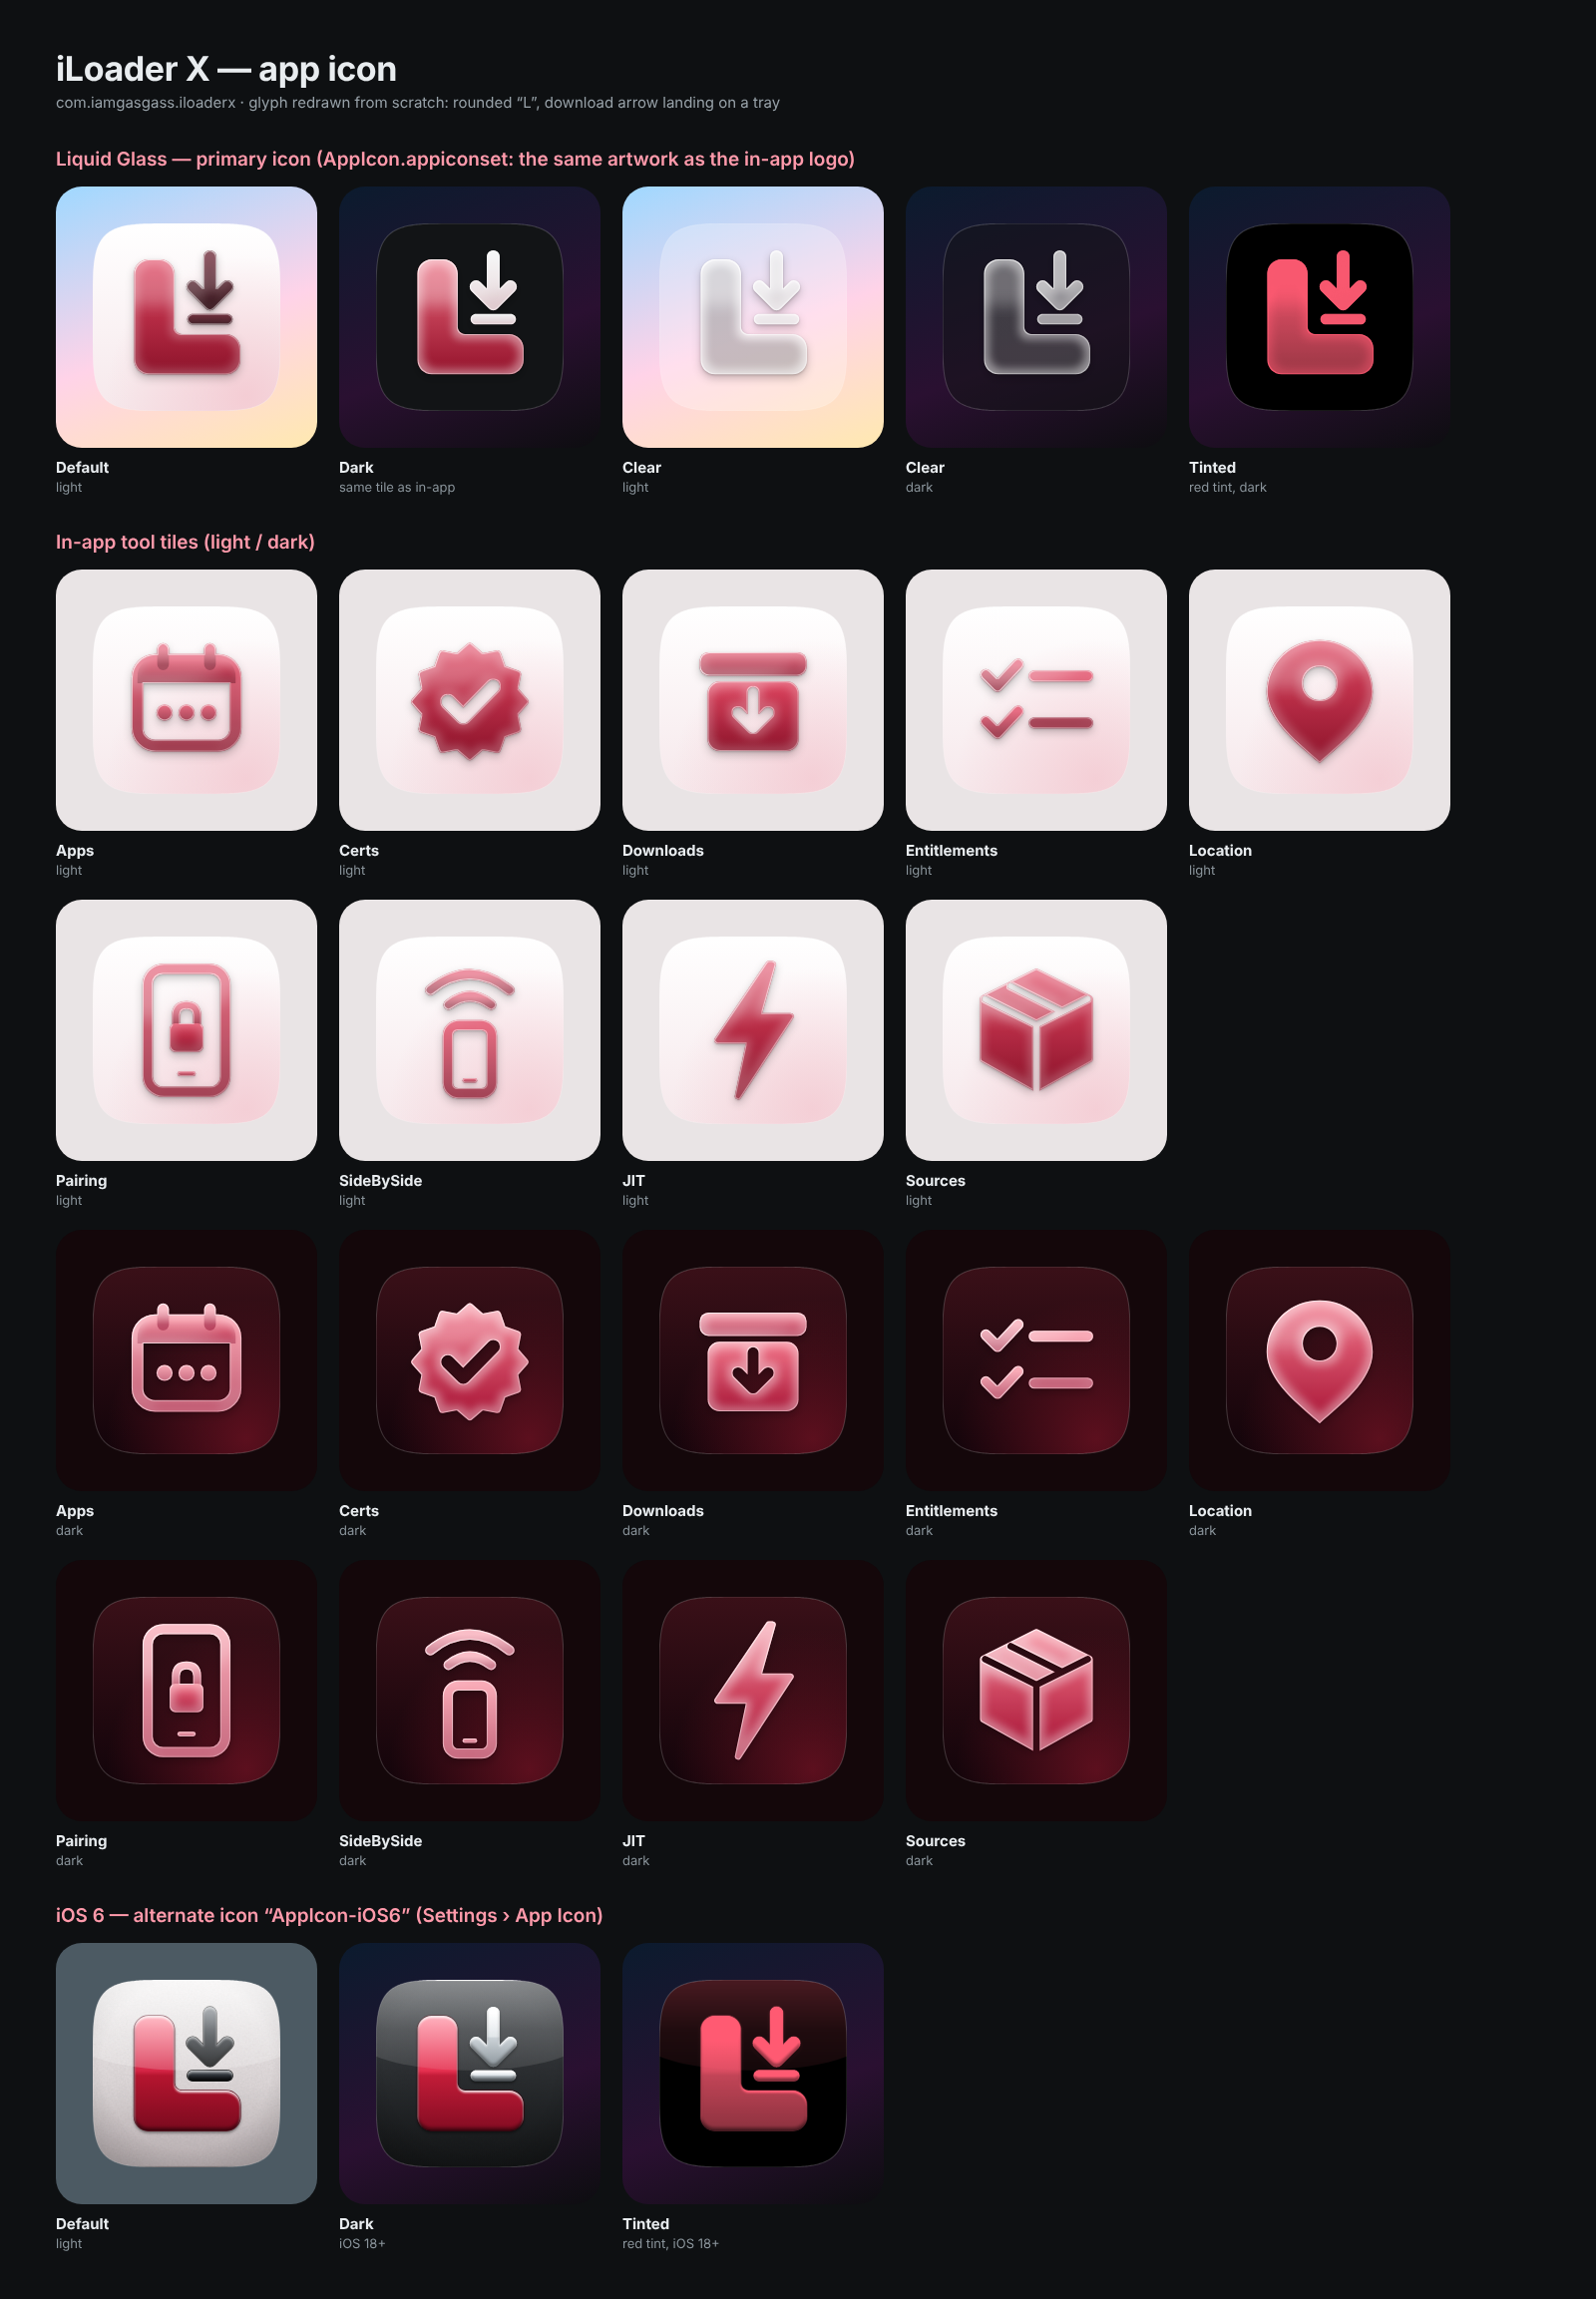 iLoader X — app icon
com.iamgasgass.iloaderx · glyph redrawn from scratch: rounded “L”, download arrow landing on a tray
Liquid Glass — primary icon (AppIcon.appiconset: the same artwork as the in-app logo)
Default
light
Dark
same tile as in-app
Clear
light
Clear
dark
Tinted
red tint, dark
In-app tool tiles (light / dark)
Apps
light
Certs
light
Downloads
light
Entitlements
light
Location
light
Pairing
light
SideBySide
light
JIT
light
Sources
light
Apps
dark
Certs
dark
Downloads
dark
Entitlements
dark
Location
dark
Pairing
dark
SideBySide
dark
JIT
dark
Sources
dark
iOS 6 — alternate icon “AppIcon-iOS6” (Settings › App Icon)
Default
light
Dark
iOS 18+
Tinted
red tint, iOS 18+